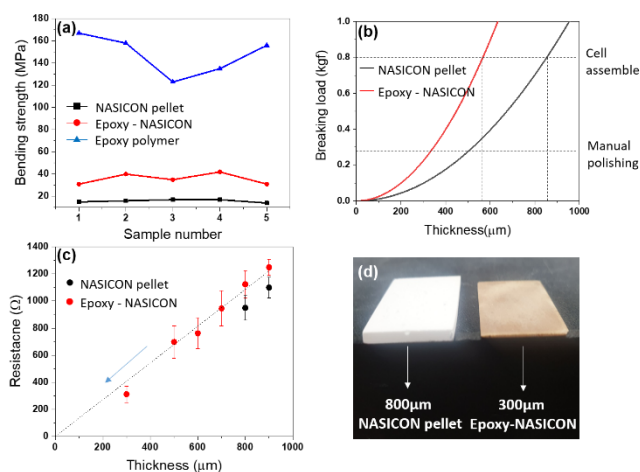 (a)
Bending strength (MPa)
180
160
140
120
100
80
60
40
20
NASICON pellet
Epoxy - NASICON
Epoxy polymer
1 2 3 4 5
Sample number
(b)
Breaking load (kgf)
1.0
0.8
0.6
0.4
0.2
0.0
NASICON pellet
Epoxy - NASICON
Cell
assemble
Manual
polishing
0 200 400 600 800 1000
Thickness(μm)
(c)
Resistacne (Ω)
1400
1200
1000
800
600
400
200
0
NASICON pellet
Epoxy - NASICON
0 200 400 600 800 1000
Thickness (μm)
(d)
800μm
NASICON pellet
300μm
Epoxy-NASICON